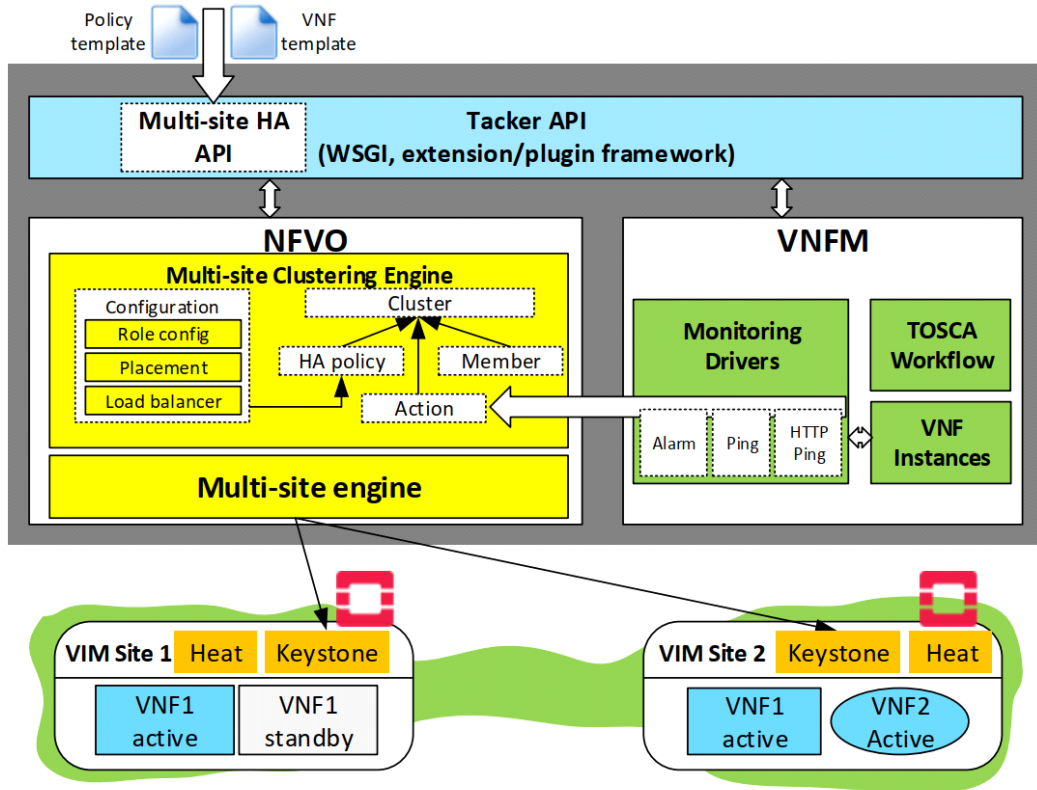 Policy
template
VNF
template
Multi-site HA
API
Tacker API
(WSGI, extension/plugin framework)
NFVO
Multi-site Clustering Engine
Configuration
Role config
Placement
Load balancer
Cluster
HA policy
Member
Action
Multi-site engine
VNFM
Monitoring
Drivers
Alarm
Ping
HTTP
Ping
TOSCA
Workflow
VNF
Instances
VIM Site 1
Heat
Keystone
VNF1
active
VNF1
standby
VIM Site 2
Keystone
Heat
VNF1
active
VNF2
Active